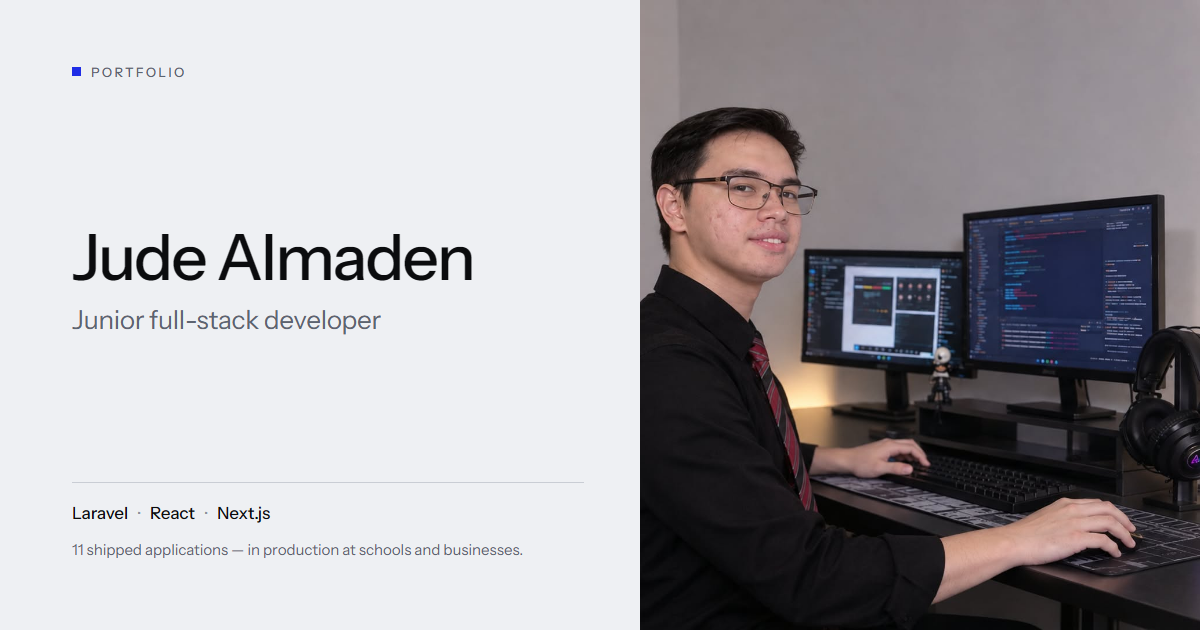 PORTFOLIO
Jude Almaden
Junior full-stack developer
Laravel · React · Next.js
11 shipped applications — in production at schools and businesses.